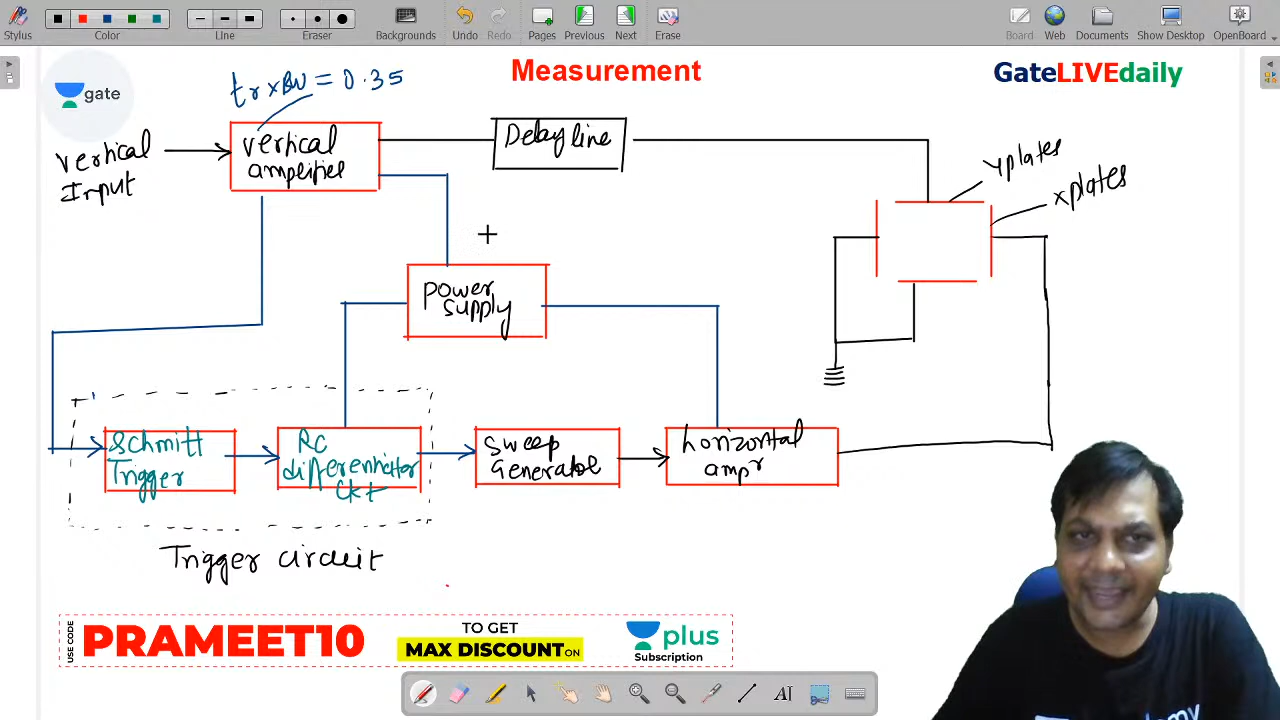 Stylus
Color
Line
Eraser
Backgrounds
Undo
Redo
Pages
Previous
Next
Erase
Board
Web
Documents
Show Desktop
OpenBoard
gate
Measurement
GateLIVEdaily
tr x BW = 0.35
Vertical
Input
Vertical
amplifier
Delay line
Y plates
X plates
+
Power
Supply
Schmitt
Trigger
RC
differentiator
Ckt
Sweep
Generator
horizontal
ampr
Trigger circuit
USE CODE
PRAMEET10
TO GET
MAX DISCOUNT ON
plus
Subscription
AI